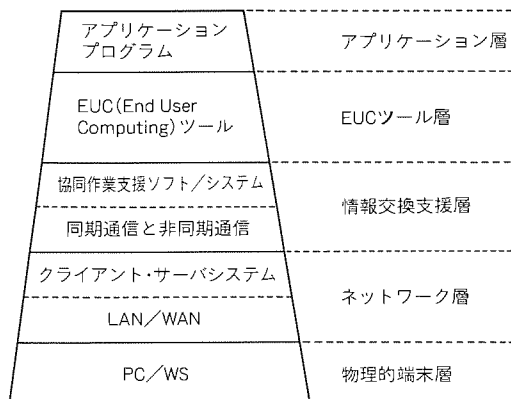 アプリケーション
プログラム
アプリケーション層
EUC(End User
Computing)ツール
EUCツール層
協同作業支援ソフト／システム
同期通信と非同期通信
情報交換支援層
クライアント・サーバシステム
LAN／WAN
ネットワーク層
PC／WS
物理的端末層